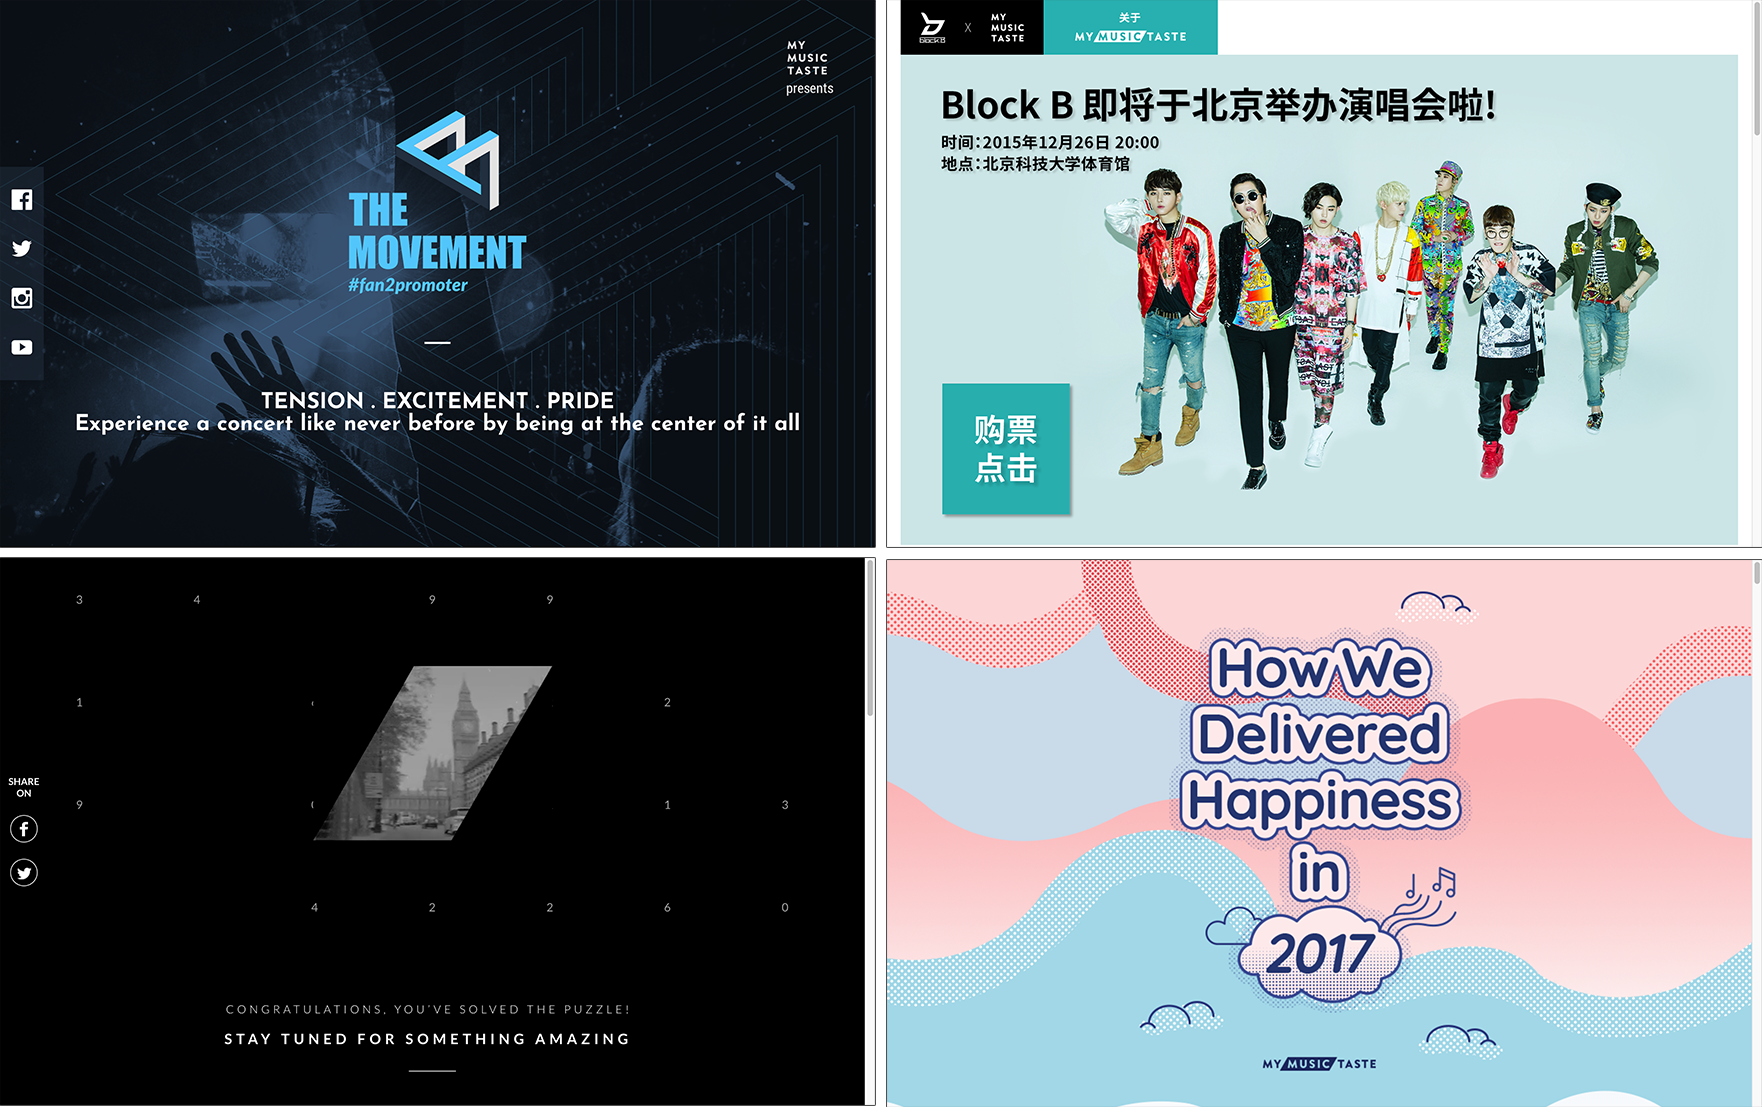 MY
MUSIC
TASTE
presents
THE
MOVEMENT
#fan2promoter
TENSION . EXCITEMENT . PRIDE
Experience a concert like never before by being at the center of it all
block B
X
MY
MUSIC
TASTE
关于
MY MUSIC TASTE
Block B 即将于北京举办演唱会啦!
时间:2015年12月26日 20:00
地点:北京科技大学体育馆
购票
点击
3 4 9 9
1 2
9 1 3
4 2 2 6 0
SHARE
ON
CONGRATULATIONS, YOU'VE SOLVED THE PUZZLE!
STAY TUNED FOR SOMETHING AMAZING
How We
Delivered
Happiness
in
2017
MY MUSIC TASTE